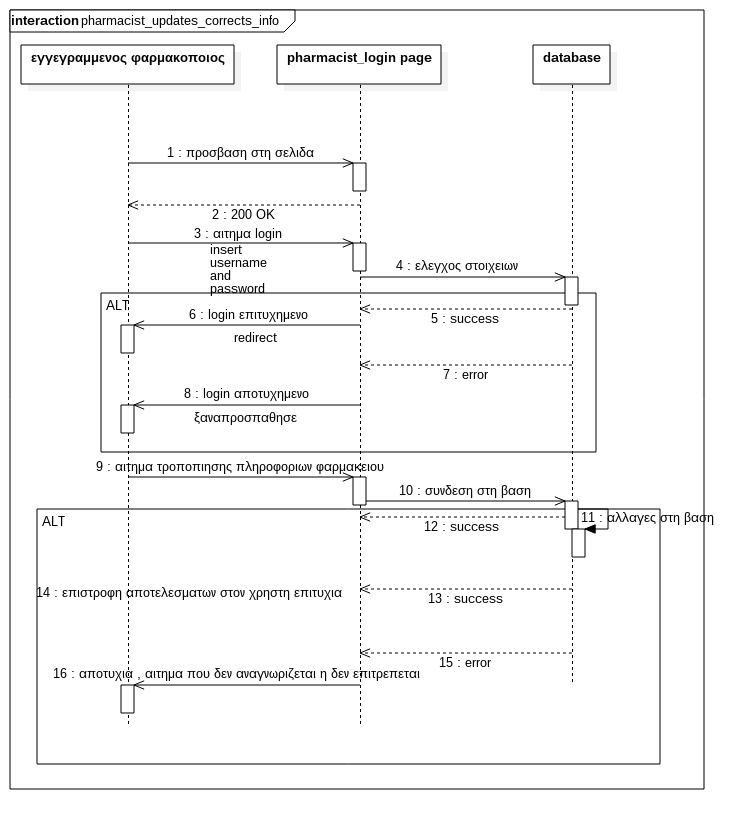 interaction pharmacist_updates_corrects_info
εγγεγραμμενος φαρμακοποιος
pharmacist_login page
database
1 : προσβαση στη σελιδα
2 : 200 OK
3 : αιτημα login
insert
username
and
password
4 : ελεγχος στοιχειων
ALT
5 : success
6 : login επιτυχημενο
redirect
7 : error
8 : login αποτυχημενο
ξαναπροσπαθησε
9 : αιτημα τροποπιησης πληροφοριων φαρμακειου
10 : συνδεση στη βαση
ALT
11 : αλλαγες στη βαση
12 : success
13 : success
14 : επιστροφη αποτελεσματων στον χρηστη επιτυχια
15 : error
16 : αποτυχια , αιτημα που δεν αναγνωριζεται η δεν επιτρεπεται